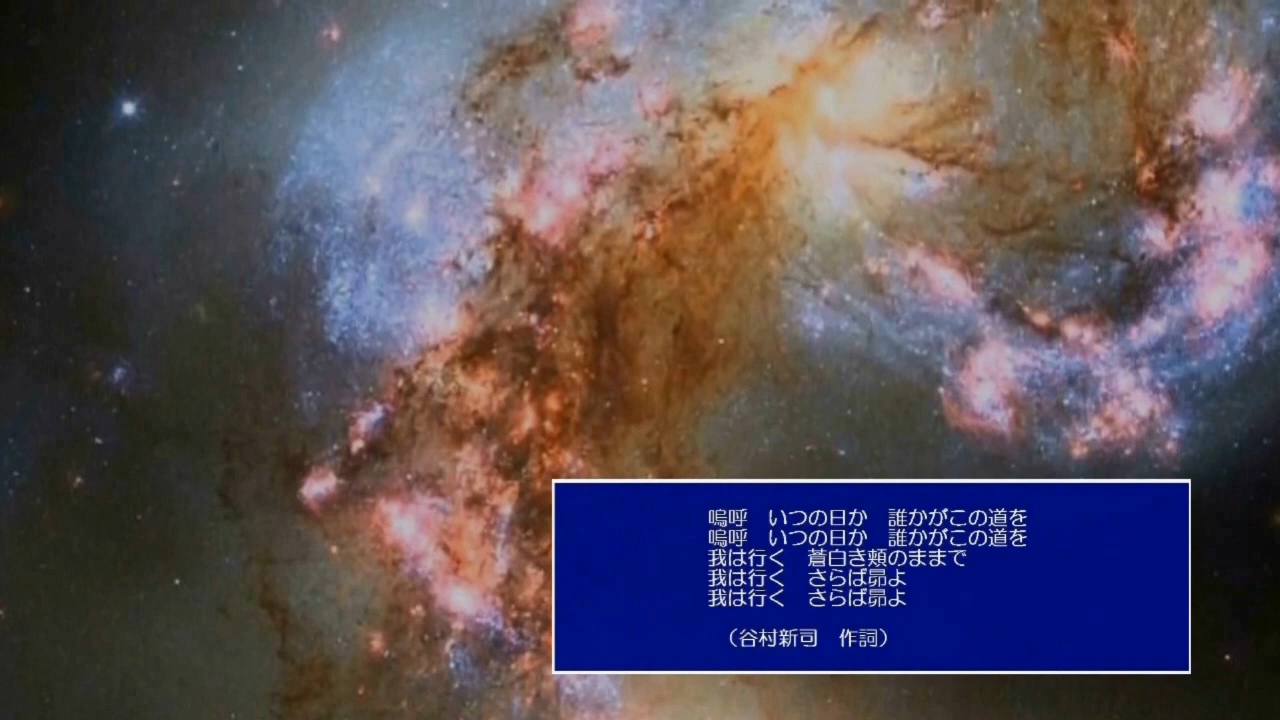 嗚呼　いつの日か　誰かがこの道を
嗚呼　いつの日か　誰かがこの道を
我は行く　蒼白き頬のままで
我は行く　さらば昴よ
我は行く　さらば昴よ
（谷村新司　作詞）